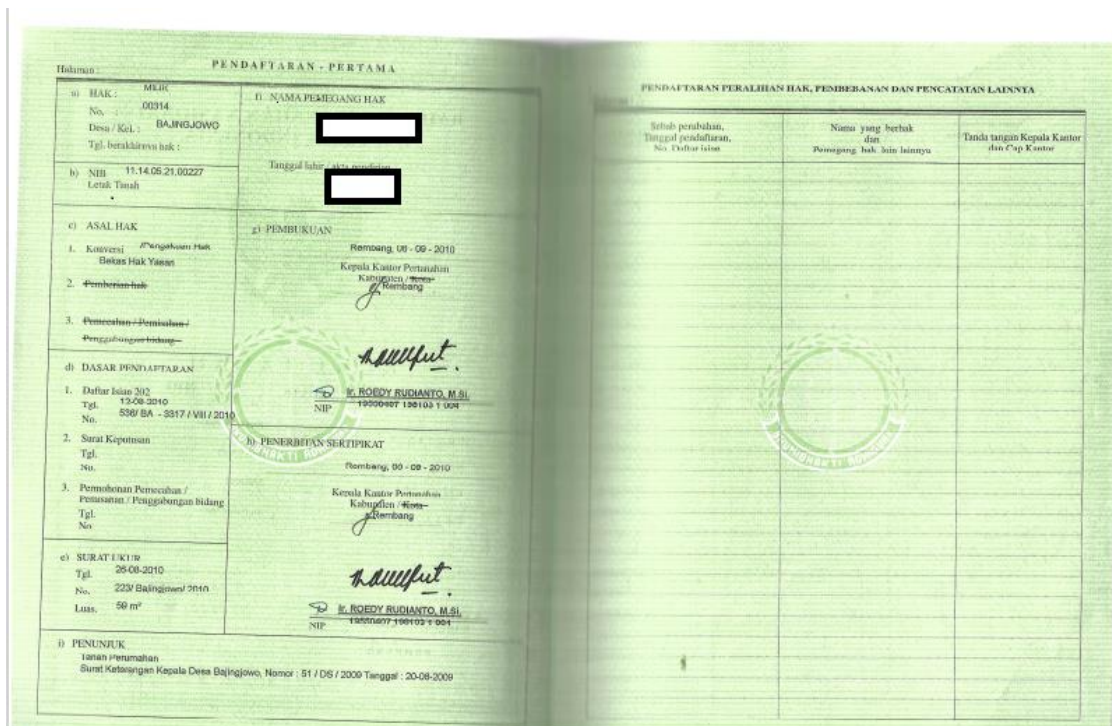 Halaman :
PENDAFTARAN - PERTAMA
a) HAK : MILIK
No. : 00314
Desa / Kel. : BAJINGJOWO
Tgl. berakhirnya hak :
b) NIB 11.14.05.21.00227
Letak Tanah
c) ASAL HAK
1. Konversi /Pengakuan Hak
Bekas Hak Yasan
2. Pemberian hak
3. Pemecahan / Pemisahan /
Penggabungan bidang
d) DASAR PENDAFTARAN
1. Daftar Isian 202
Tgl. 13-08-2010
No. 536/ BA - 3317 / VIII / 2010
2. Surat Keputusan
Tgl.
No.
3. Permohonan Pemecahan /
Pemisahan / Penggabungan bidang
Tgl.
No.
e) SURAT UKUR
Tgl. 26-08-2010
No. 223/ Bajingjowo/ 2010
Luas. 59 m²
f) NAMA PEMEGANG HAK
Tanggal lahir / akta pendirian
g) PEMBUKUAN
Rembang, 08 - 09 - 2010
Kepala Kantor Pertanahan
Kabupaten / Kota
Rembang
Ir. ROEDY RUDIANTO, M.Si.
NIP
h) PENERBITAN SERTIPIKAT
Rembang, 09 - 2010
Kepala Kantor Pertanahan
Kabupaten / Kota
Rembang
Ir. ROEDY RUDIANTO, M.Si.
NIP
i) PENUNJUK
Tanah Perumahan
Surat Keterangan Kepala Desa Bajingjowo, Nomor : 51 / DS / 2009 Tanggal : 20-08-2009
PENDAFTARAN PERALIHAN HAK, PEMBEBANAN DAN PENCATATAN LAINNYA
Sebab perubahan,
Tanggal pendaftaran,
No. Daftar Isian
Nama yang berhak
dan
Pemegang hak lain lainnya
Tanda tangan Kepala Kantor
dan Cap Kantor